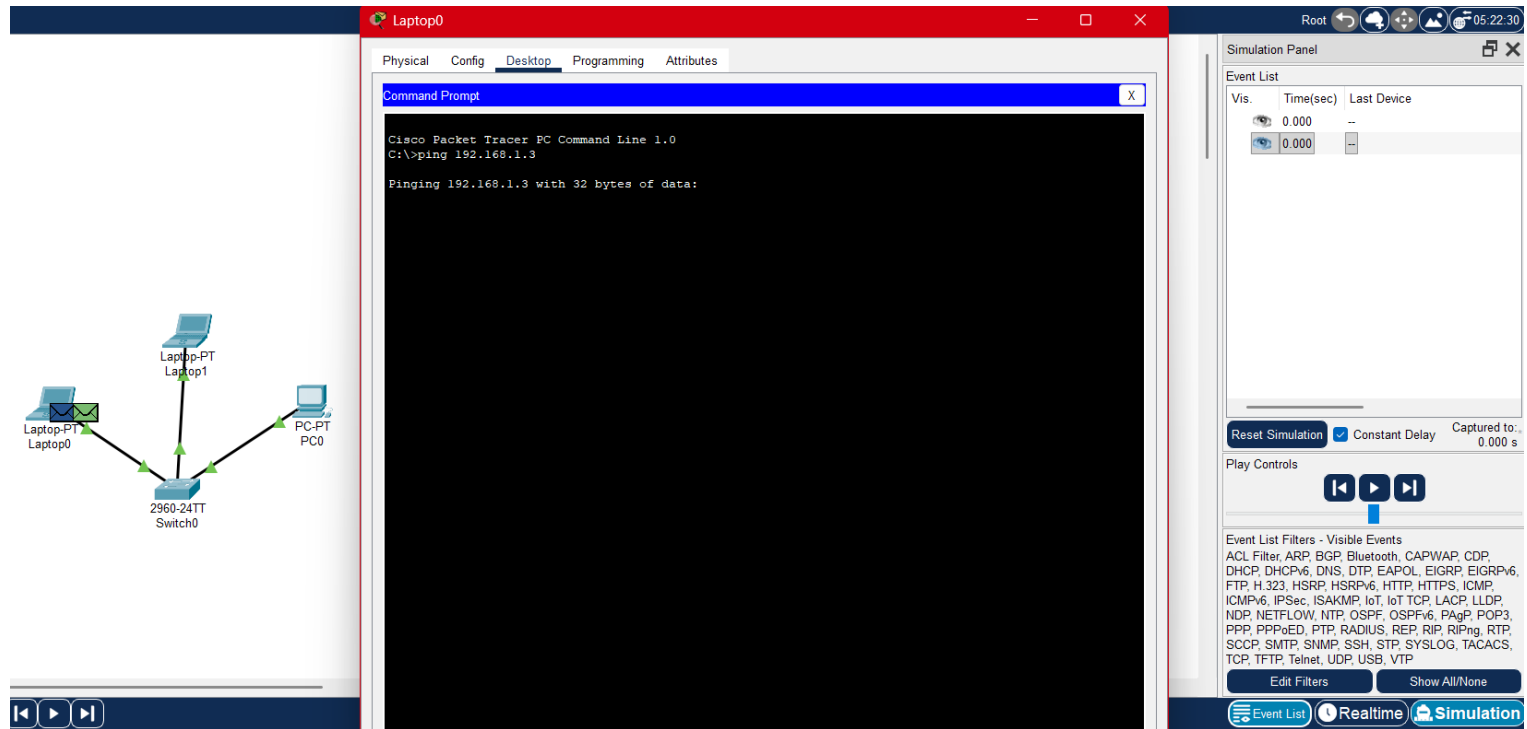 Laptop0
Root
05:22:30
Physical Config Desktop Programming Attributes
Command Prompt
X
Cisco Packet Tracer PC Command Line 1.0
C:\>ping 192.168.1.3
Pinging 192.168.1.3 with 32 bytes of data:
Laptop-PT
Laptop1
Laptop-PT
Laptop0
PC-PT
PC0
2960-24TT
Switch0
Simulation Panel
Event List
Vis. Time(sec) Last Device
0.000 --
0.000 --
Reset Simulation
Constant Delay
Captured to:
0.000 s
Play Controls
Event List Filters - Visible Events
ACL Filter, ARP, BGP, Bluetooth, CAPWAP, CDP,
DHCP, DHCPv6, DNS, DTP, EAPOL, EIGRP, EIGRPv6,
FTP, H.323, HSRP, HSRPv6, HTTP, HTTPS, ICMP,
ICMPv6, IPSec, ISAKMP, IoT, IoT TCP, LACP, LLDP,
NDP, NETFLOW, NTP, OSPF, OSPFv6, PAgP, POP3,
PPP, PPPoED, PTP, RADIUS, REP, RIP, RIPng, RTP,
SCCP, SMTP, SNMP, SSH, STP, SYSLOG, TACACS,
TCP, TFTP, Telnet, UDP, USB, VTP
Edit Filters
Show All/None
Event List
Realtime
Simulation